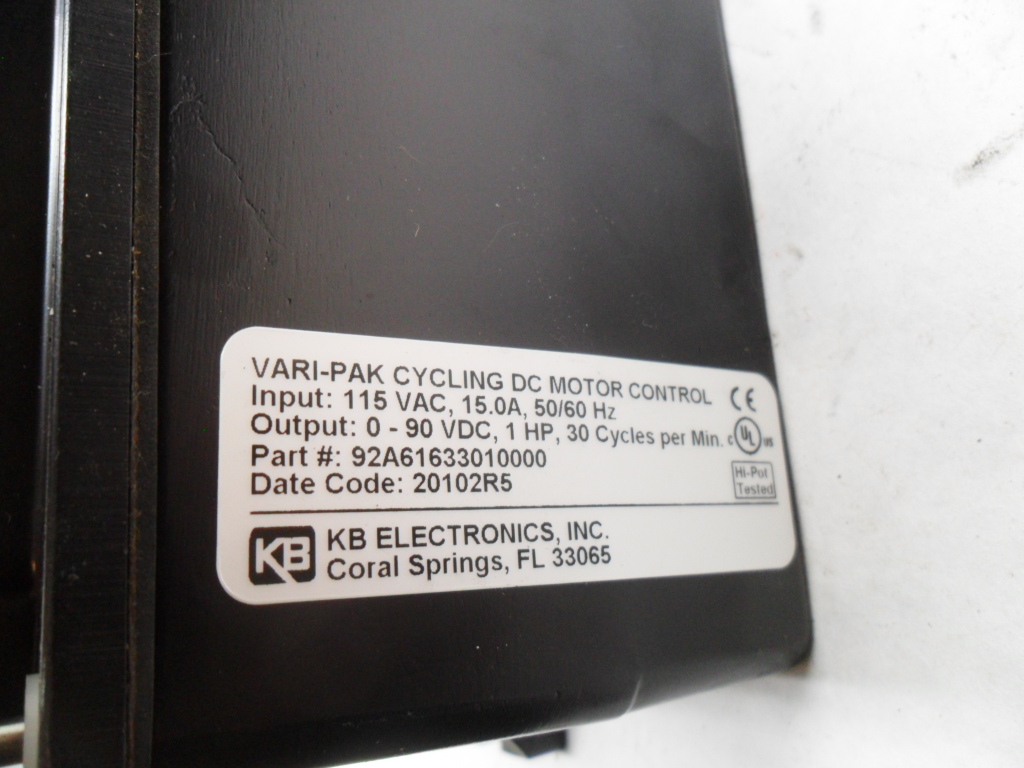 VARI-PAK CYCLING DC MOTOR CONTROL CE
Input: 115 VAC, 15.0A, 50/60 Hz
Output: 0 - 90 VDC, 1 HP, 30 Cycles per Min. c UL us
Part #: 92A61633010000
Date Code: 20102R5
Hi-Pot
Tested
KB
KB ELECTRONICS, INC.
Coral Springs, FL 33065